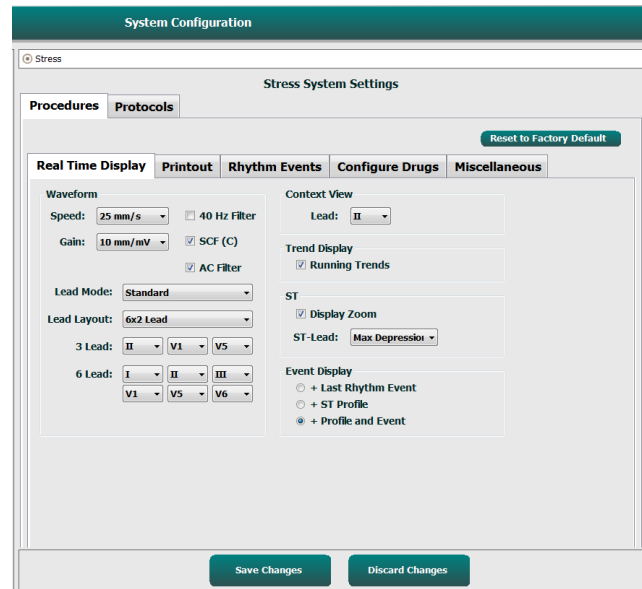 System Configuration
Stress
Stress System Settings
Procedures Protocols
Reset to Factory Default
Real Time Display Printout Rhythm Events Configure Drugs Miscellaneous
Waveform
Speed: 25 mm/s 40 Hz Filter
Gain: 10 mm/mV SCF (C)
AC Filter
Lead Mode: Standard
Lead Layout: 6x2 Lead
3 Lead: II V1 V5
6 Lead: I II III
V1 V5 V6
Context View
Lead: II
Trend Display
Running Trends
ST
Display Zoom
ST-Lead: Max Depression
Event Display
+ Last Rhythm Event
+ ST Profile
+ Profile and Event
Save Changes Discard Changes